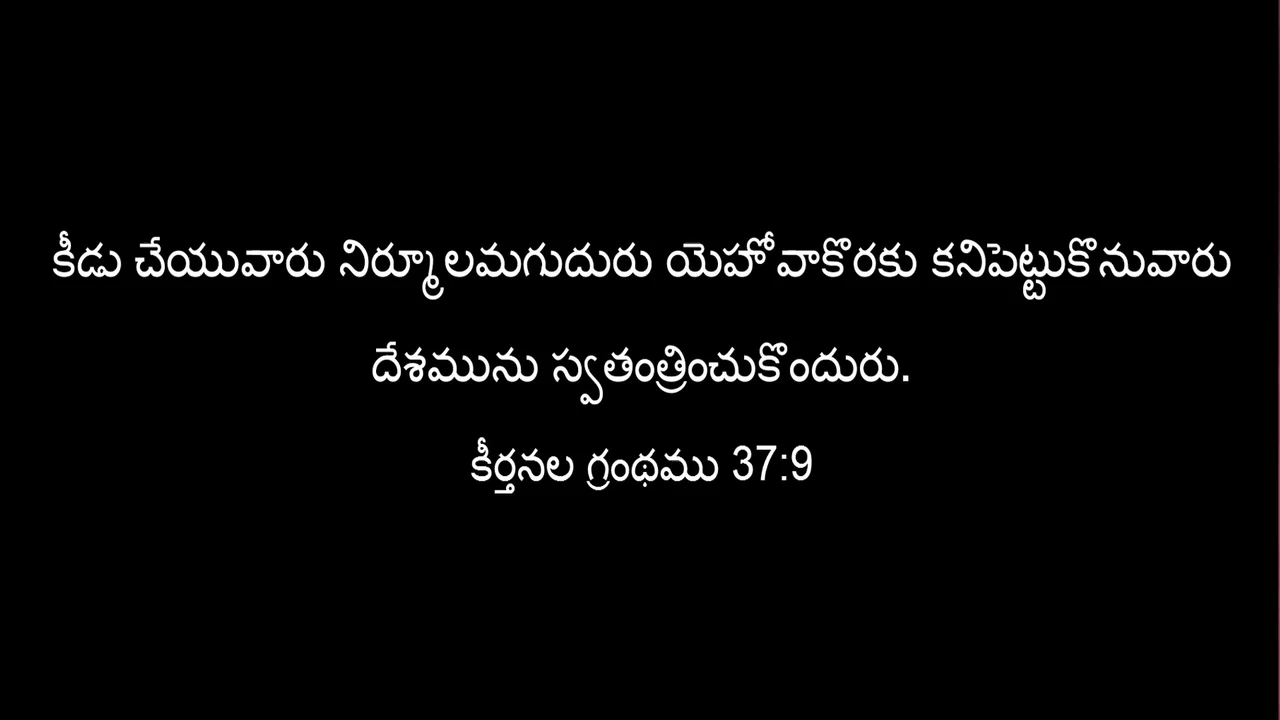 కీడు చేయువారు నిర్మూలమగుదురు యెహోవాకొరకు కనిపెట్టుకొనువారు
దేశమును స్వతంత్రించుకొందురు.
కీర్తనల గ్రంథము 37:9